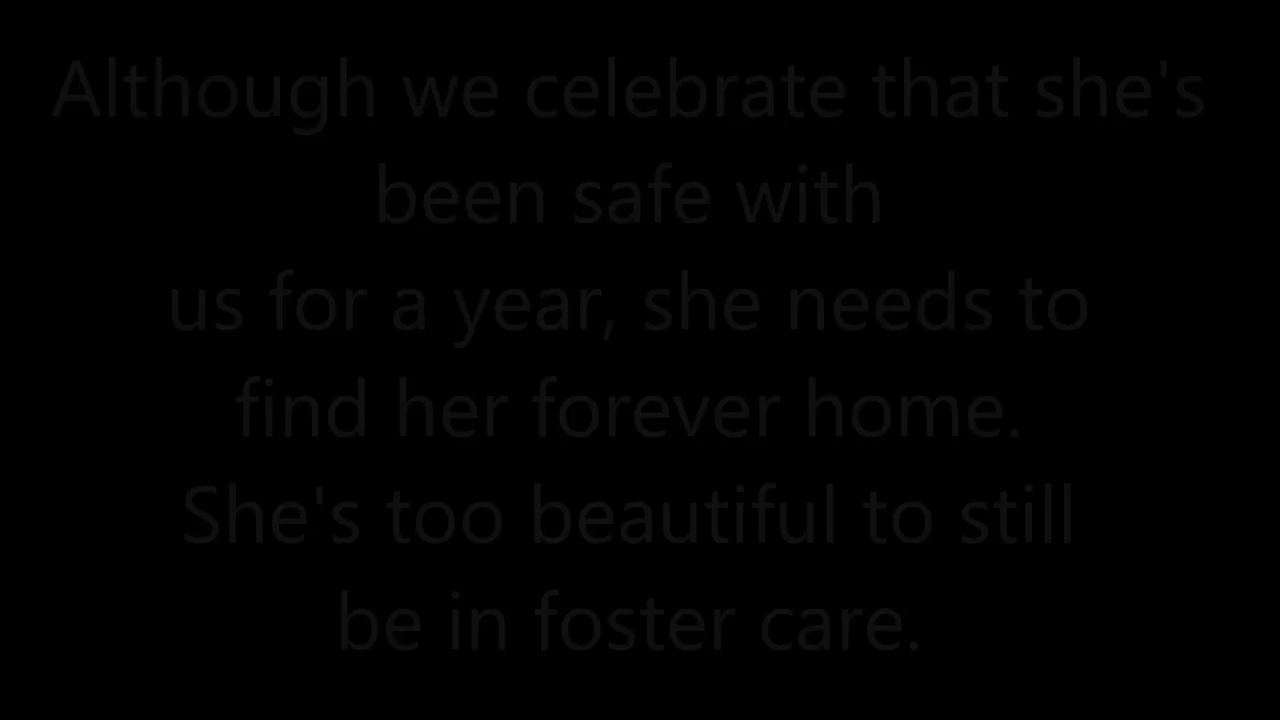 Although we celebrate that she's
been safe with
us for a year, she needs to
find her forever home.
She's too beautiful to still
be in foster care.